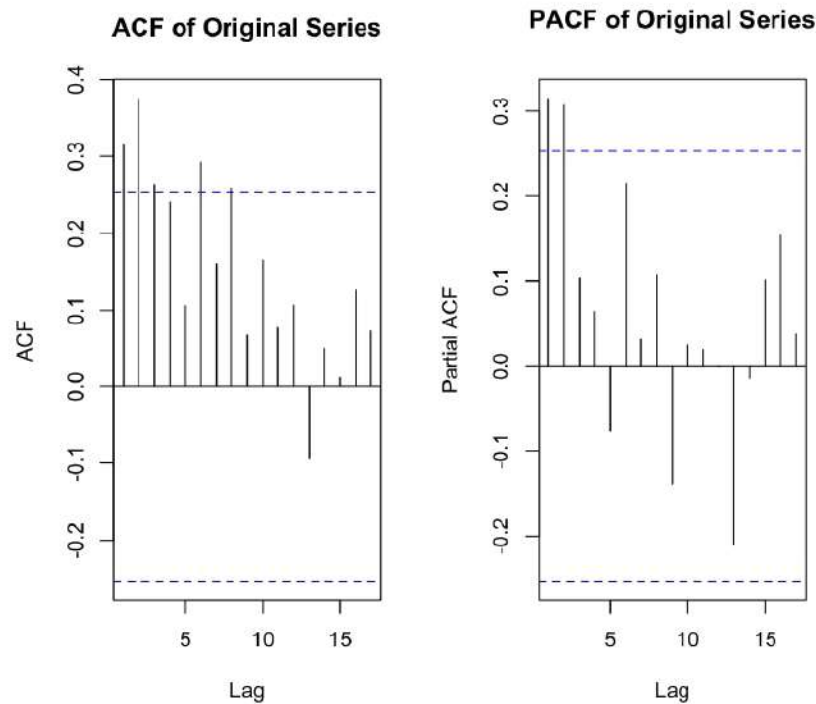 ACF of Original Series
ACF
0.4
0.3
0.2
0.1
0.0
-0.1
-0.2
5 10 15
Lag
PACF of Original Series
Partial ACF
0.3
0.2
0.1
0.0
-0.1
-0.2
5 10 15
Lag